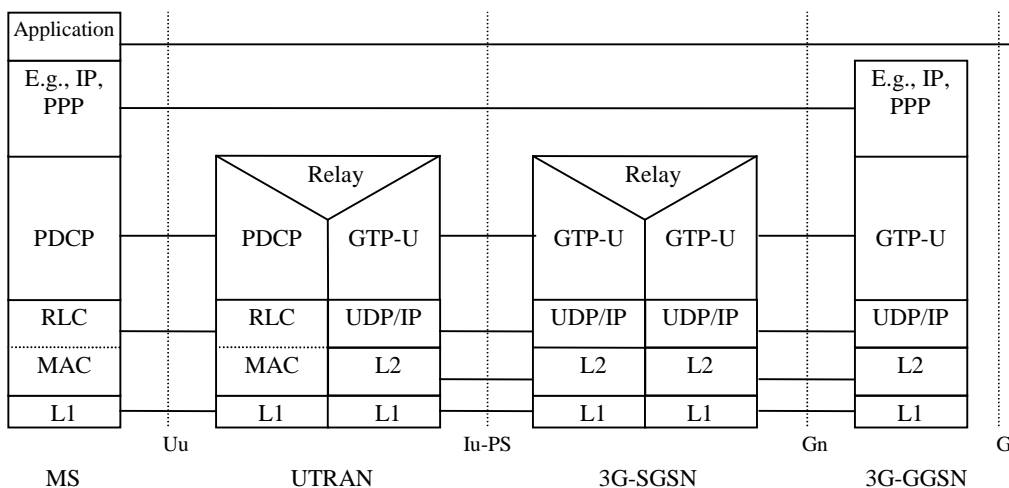 Application
E.g., IP,
PPP
E.g., IP,
PPP
Relay
Relay
PDCP
PDCP
GTP-U
GTP-U
GTP-U
GTP-U
RLC
RLC
UDP/IP
UDP/IP
UDP/IP
UDP/IP
MAC
MAC
L2
L2
L2
L2
L1
L1
L1
L1
L1
L1
Uu
Iu-PS
Gn
G
MS
UTRAN
3G-SGSN
3G-GGSN